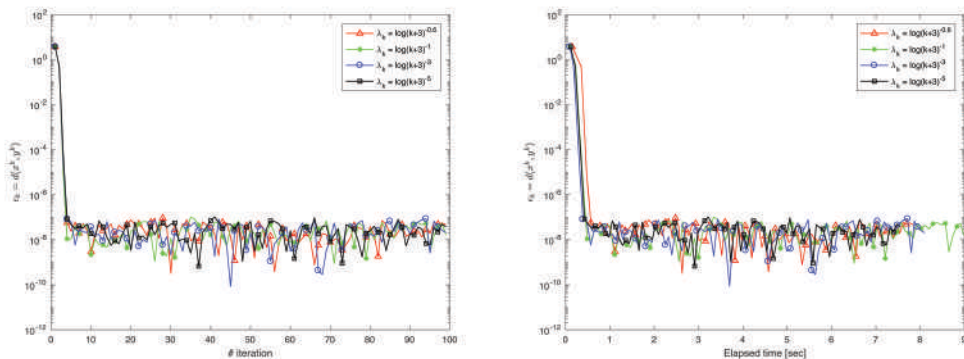 10^2
10^0
10^-2
10^-4
10^-6
10^-8
10^-10
10^-12
r_k = d(x^k, y^k)
0 10 20 30 40 50 60 70 80 90 100
# iteration
λ_k = log(k+3)^-0.6
λ_k = log(k+3)^-1
λ_k = log(k+3)^-3
λ_k = log(k+3)^-5
10^2
10^0
10^-2
10^-4
10^-6
10^-8
10^-10
10^-12
r_k = d(x^k, y^k)
0 1 2 3 4 5 6 7 8 9
Elapsed time [sec]
λ_k = log(k+3)^-0.6
λ_k = log(k+3)^-1
λ_k = log(k+3)^-3
λ_k = log(k+3)^-5